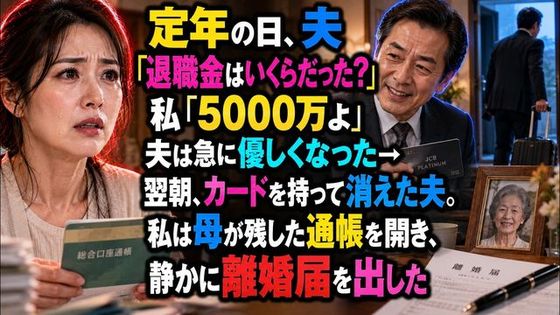 定年の日、夫
「退職金はいくらだった?」
私「5000万よ」
夫は急に優しくなった→
翌朝、カードを持って消えた夫。
私は母が残した通帳を開き、
静かに離婚届を出した
JCB
PLATINUM
総合口座通帳
離婚届